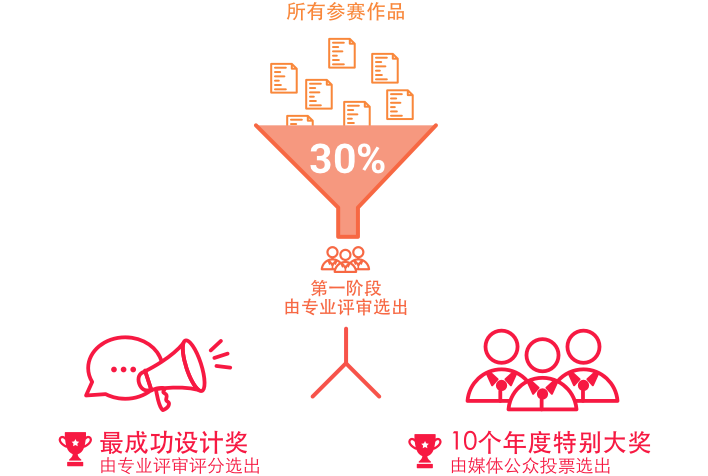 所有参赛作品
30%
第一阶段
由专业评审选出
最成功设计奖
由专业评审评分选出
10个年度特别大奖
由媒体公众投票选出